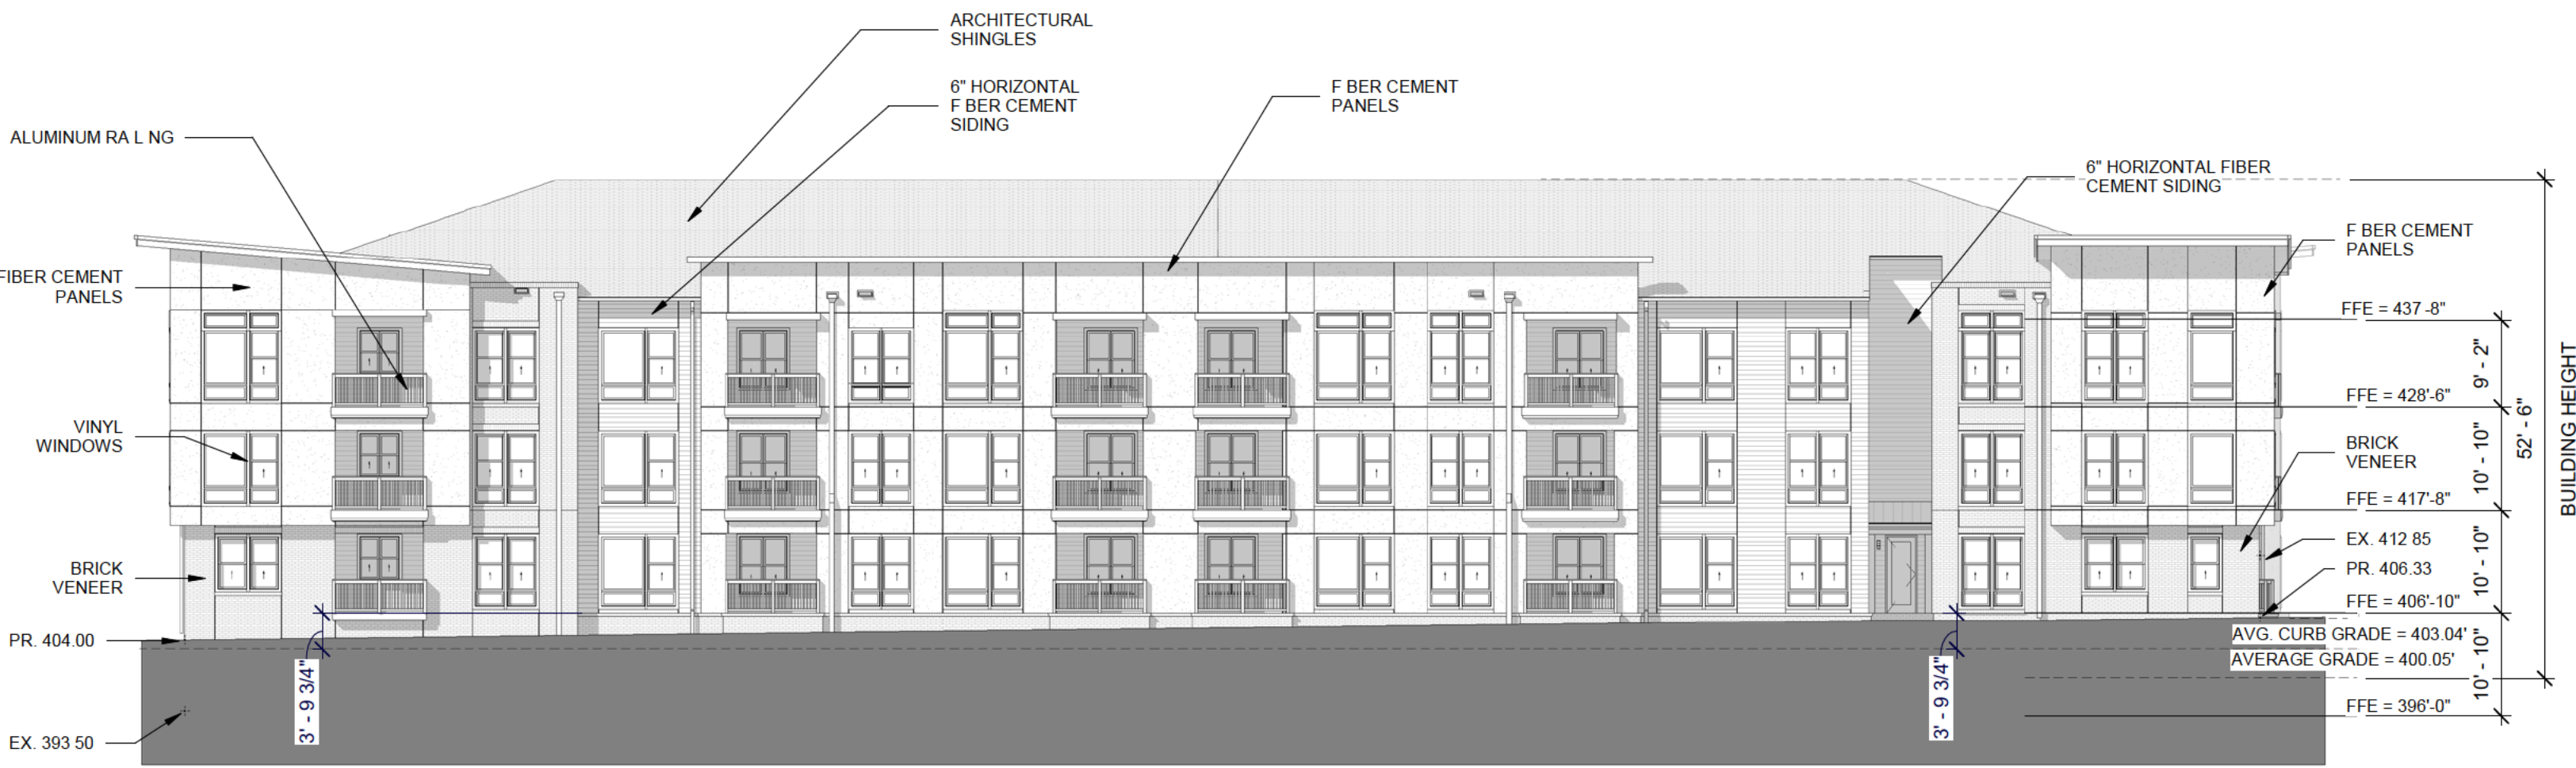 ARCHITECTURAL
SHINGLES
6" HORIZONTAL
F BER CEMENT
SIDING
F BER CEMENT
PANELS
ALUMINUM RA L NG
6" HORIZONTAL FIBER
CEMENT SIDING
F BER CEMENT
PANELS
FIBER CEMENT
PANELS
VINYL
WINDOWS
BRICK
VENEER
PR. 404.00
EX. 393 50
3' - 9 3/4"
3' - 9 3/4"
FFE = 437 -8"
9' - 2"
FFE = 428'-6"
10' - 10"
BRICK
VENEER
FFE = 417'-8"
EX. 412 85
PR. 406.33
10' - 10"
FFE = 406'-10"
AVG. CURB GRADE = 403.04'
AVERAGE GRADE = 400.05'
10' - 10"
FFE = 396'-0"
52' - 6"
BUILDING HEIGHT